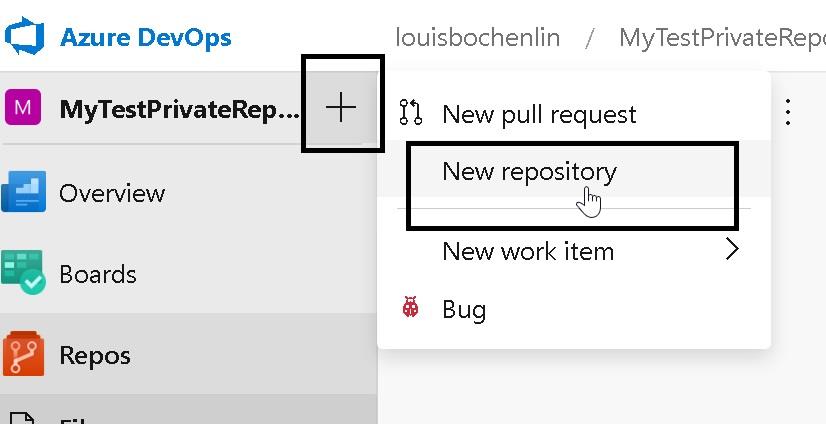 Azure DevOps louisbochenlin / MyTestPrivateRepo
M MyTestPrivateRep... +
New pull request
New repository
Overview
New work item
Boards
Bug
Repos